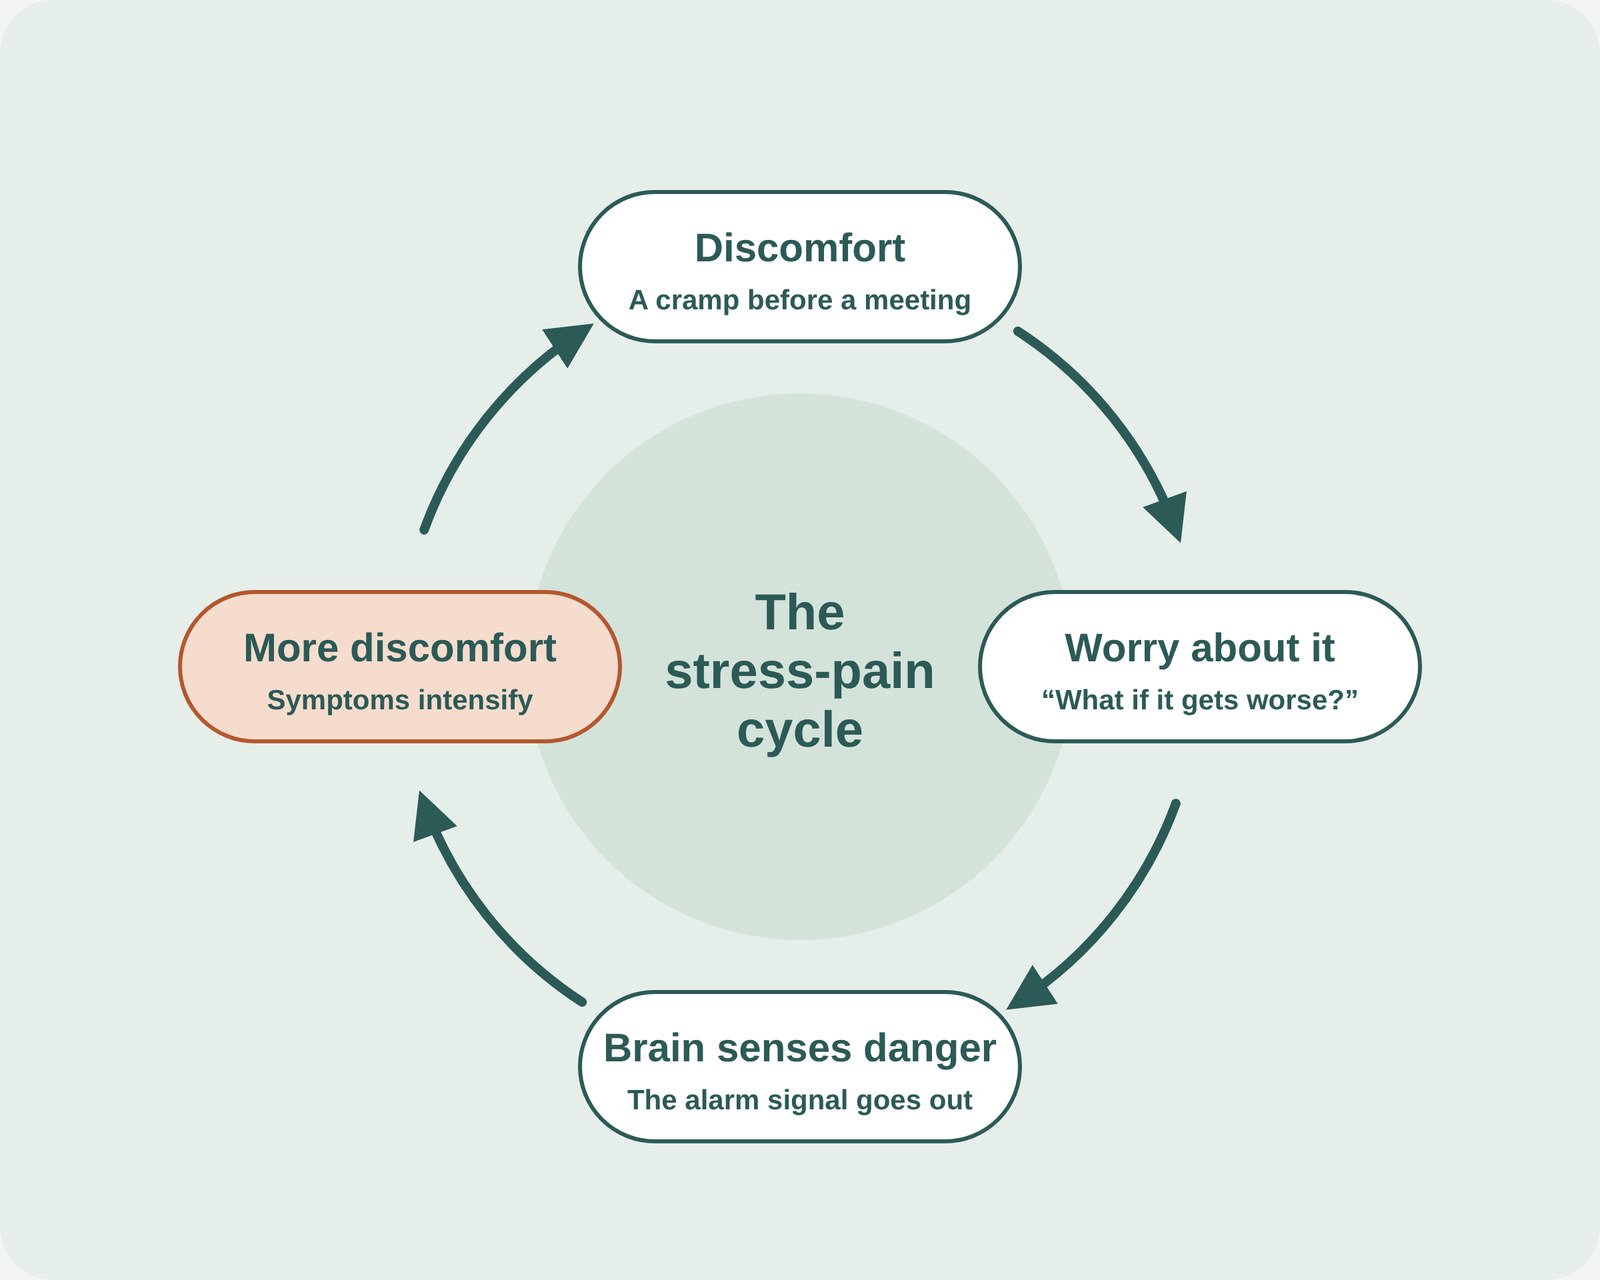 Discomfort
A cramp before a meeting
The
stress-pain
cycle
Worry about it
“What if it gets worse?”
Brain senses danger
The alarm signal goes out
More discomfort
Symptoms intensify